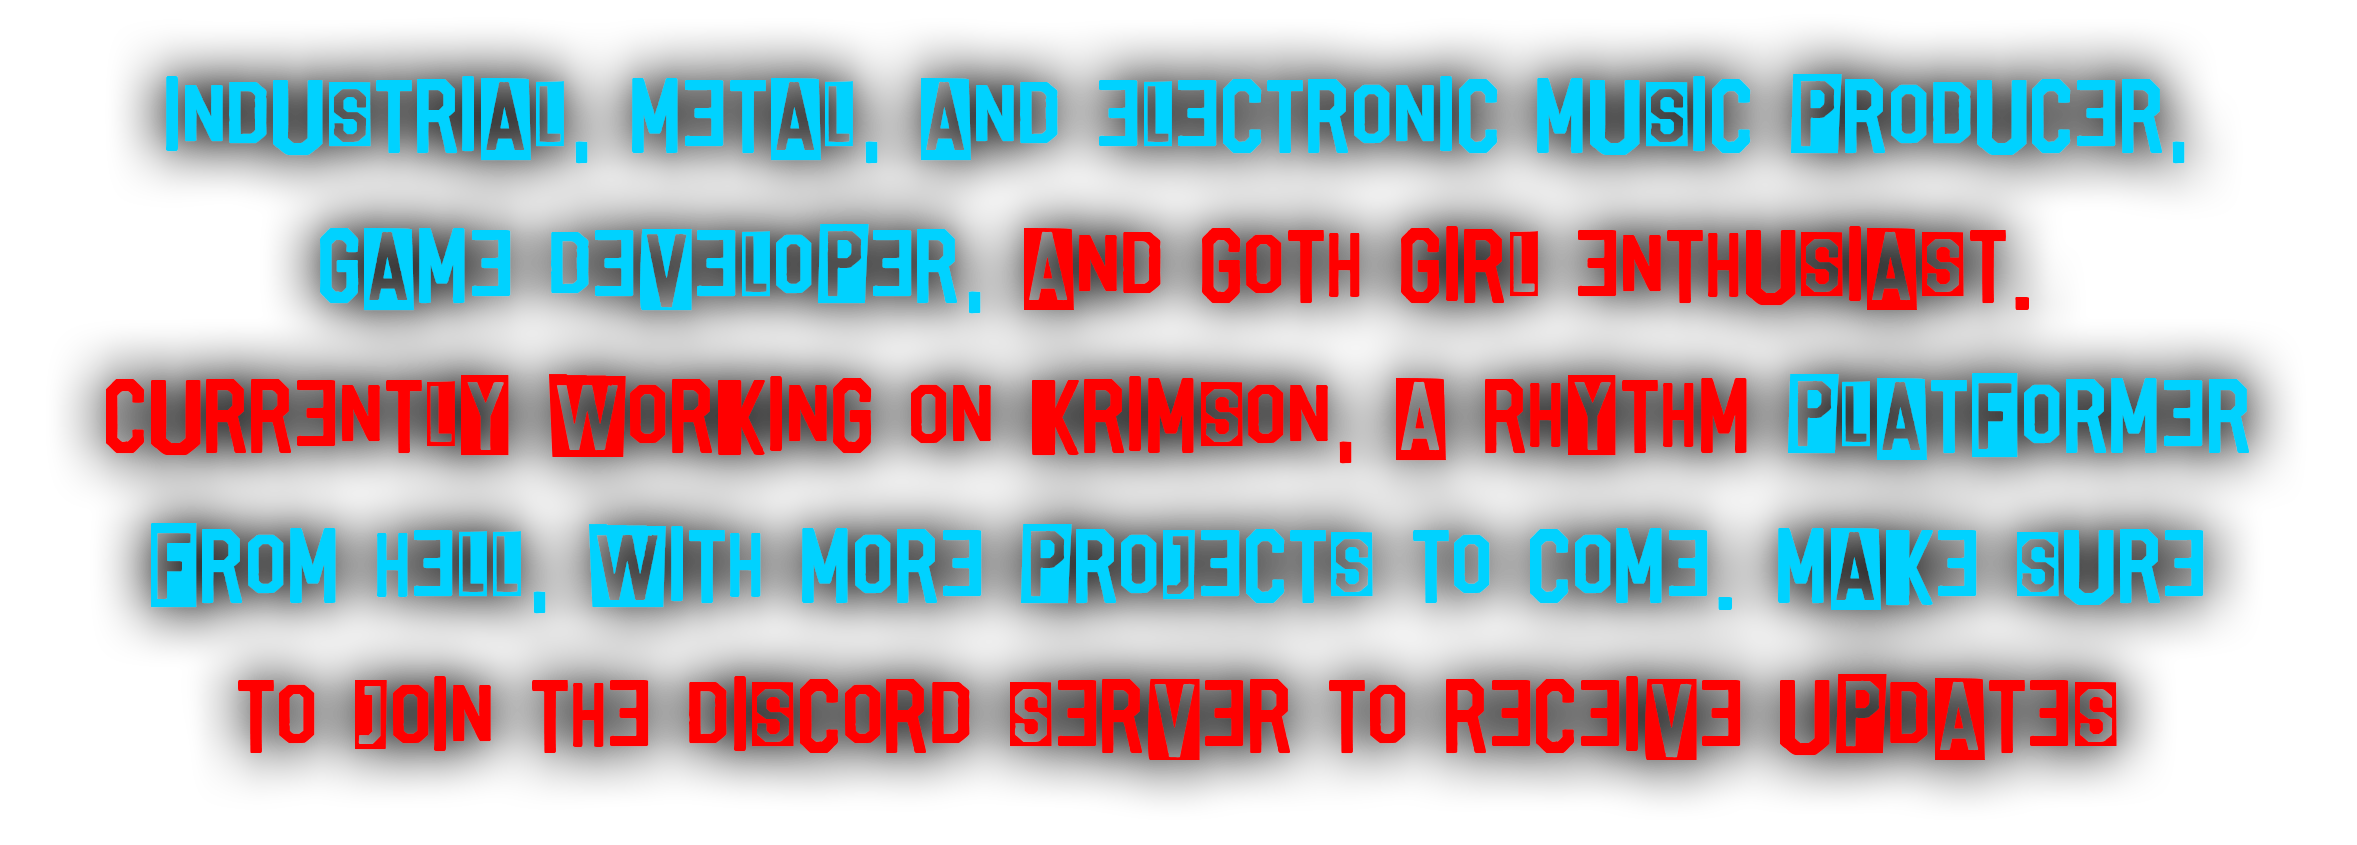 Industrial, Metal, and Electronic Music Producer,
Game Developer, and Goth Girl Enthusiast.
Currently Working on Krimson, a Rhythm Platformer
From Hell, With More Projects to Come. Make Sure
to Join the Discord Server to Receive Updates